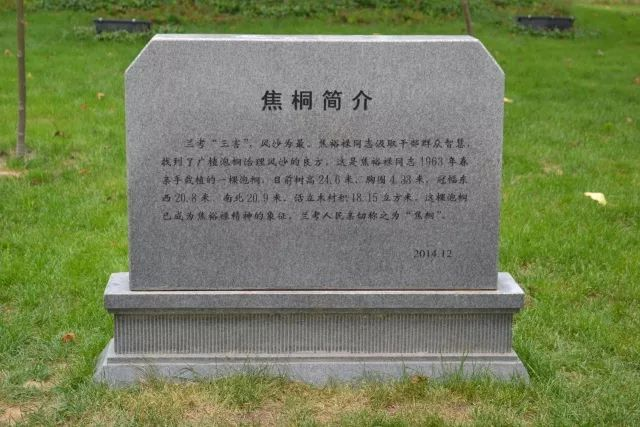 焦桐简介
兰考“三害”，风沙为最。焦裕禄同志汲取干部群众智慧，
找到了广植泡桐治理风沙的良方，这是焦裕禄同志1963年春
亲手栽植的一棵泡桐。目前树高24.6米，胸围4.38米，冠幅东
西20.8米、南北20.9米，活立木材积18.15立方米。这棵泡桐
已成为焦裕禄精神的象征，兰考人民亲切称之为“焦桐”。
2014.12